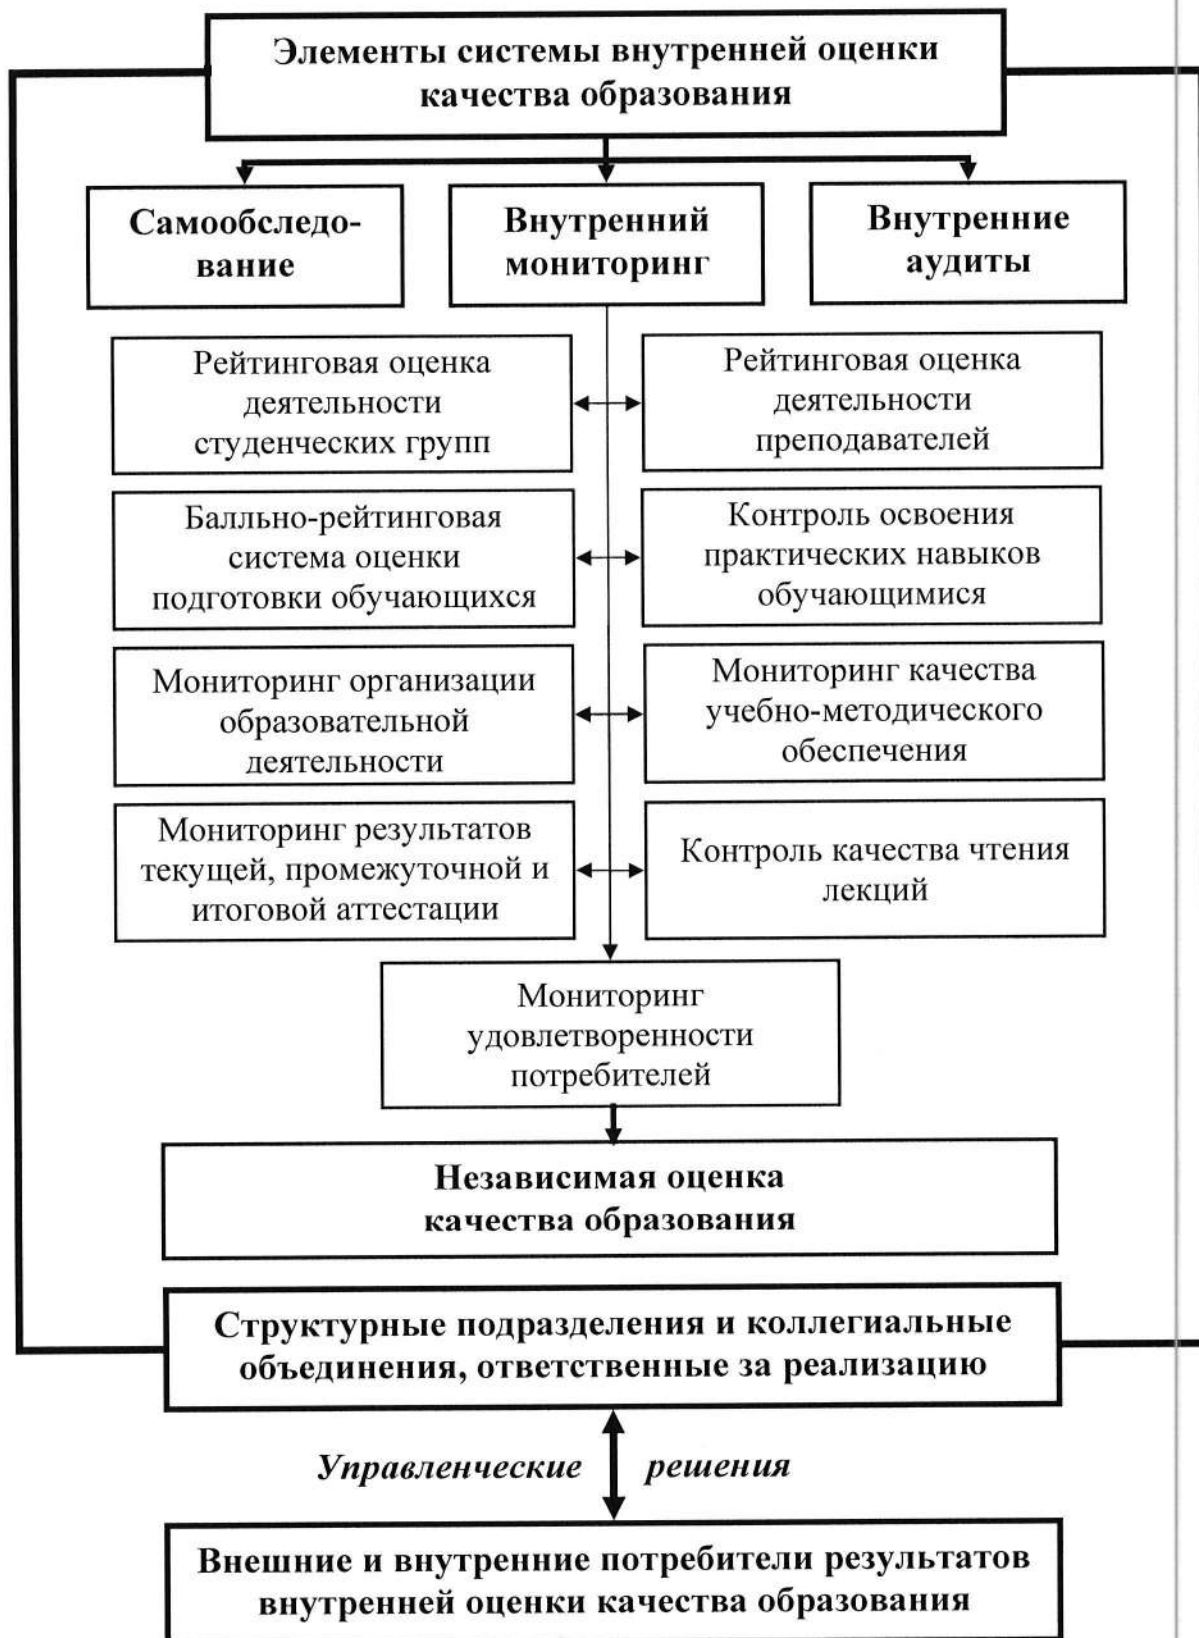 Элементы системы внутренней оценки
качества образования
Самообследо-
вание
Внутренний
мониторинг
Внутренние
аудиты
Рейтинговая оценка
деятельности
студенческих групп
Рейтинговая оценка
деятельности
преподавателей
Балльно-рейтинговая
система оценки
подготовки обучающихся
Контроль освоения
практических навыков
обучающимися
Мониторинг организации
образовательной
деятельности
Мониторинг качества
учебно-методического
обеспечения
Мониторинг результатов
текущей, промежуточной и
итоговой аттестации
Контроль качества чтения
лекций
Мониторинг
удовлетворенности
потребителей
Независимая оценка
качества образования
Структурные подразделения и коллегиальные
объединения, ответственные за реализацию
Управленческие решения
Внешние и внутренние потребители результатов
внутренней оценки качества образования